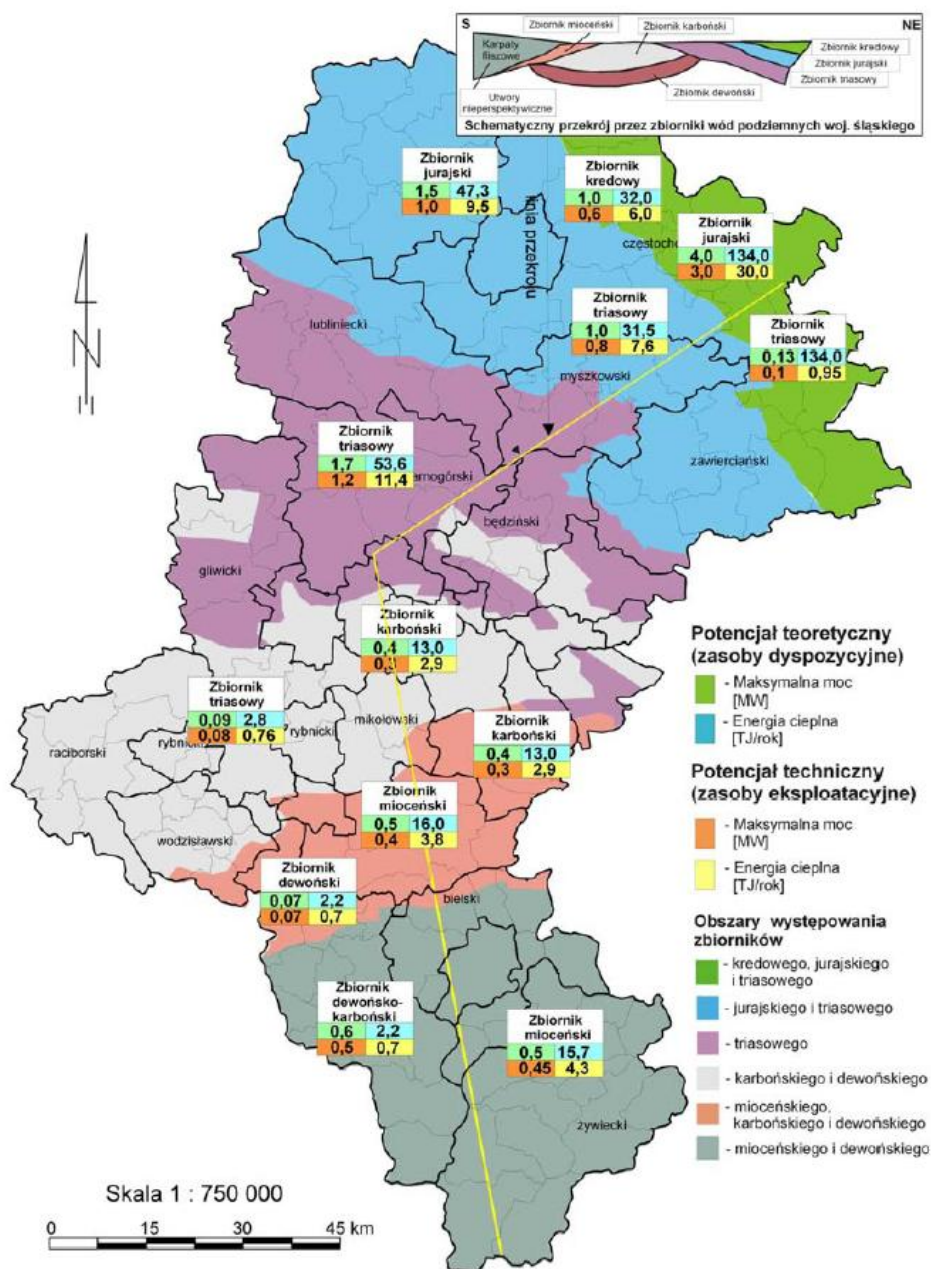 S
NE
Zbiornik mioceński
Zbiornik karboński
Karpaty
fliszowe
Zbiornik kredowy
Zbiornik jurajski
Zbiornik triasowy
Utwory
nieperspektywiczne
Zbiornik dewoński
Schematyczny przekrój przez zbiorniki wód podziemnych woj. śląskiego
Zbiornik
jurajski
1,5 47,3
1,0 9,5
Zbiornik
kredowy
1,0 32,0
0,6 6,0
linia przekroju
częstocho
Zbiornik
jurajski
4,0 134,0
3,0 30,0
N
lubliniecki
Zbiornik
triasowy
1,0 31,5
0,8 7,6
Zbiornik
triasowy
0,13 134,0
0,1 0,95
myszkowski
Zbiornik
triasowy
1,7 53,6
1,2 11,4
arnogórski
zawierciański
będziński
gliwicki
Zbiornik
karboński
0,4 13,0
0,3 2,9
Zbiornik
triasowy
0,09 2,8
0,08 0,76
raciborski
rybnicki
rybnicki
mikołowski
Zbiornik
karboński
0,4 13,0
0,3 2,9
Zbiornik
mioceński
0,5 16,0
0,4 3,8
wodzisławski
Zbiornik
dewoński
0,07 2,2
0,07 0,7
bielski
Zbiornik
dewońsko-
karboński
0,6 2,2
0,5 0,7
Zbiornik
mioceński
0,5 15,7
0,45 4,3
żywiecki
Potencjał teoretyczny
(zasoby dyspozycyjne)
- Maksymalna moc
[MW]
- Energia cieplna
[TJ/rok]
Potencjał techniczny
(zasoby eksploatacyjne)
- Maksymalna moc
[MW]
- Energia cieplna
[TJ/rok]
Obszary występowania
zbiorników
- kredowego, jurajskiego
i triasowego
- jurajskiego i triasowego
- triasowego
- karbońskiego i dewońskiego
- mioceńskiego,
karbońskiego i dewońskiego
- mioceńskiego i dewońskiego
Skala 1 : 750 000
0 15 30 45 km